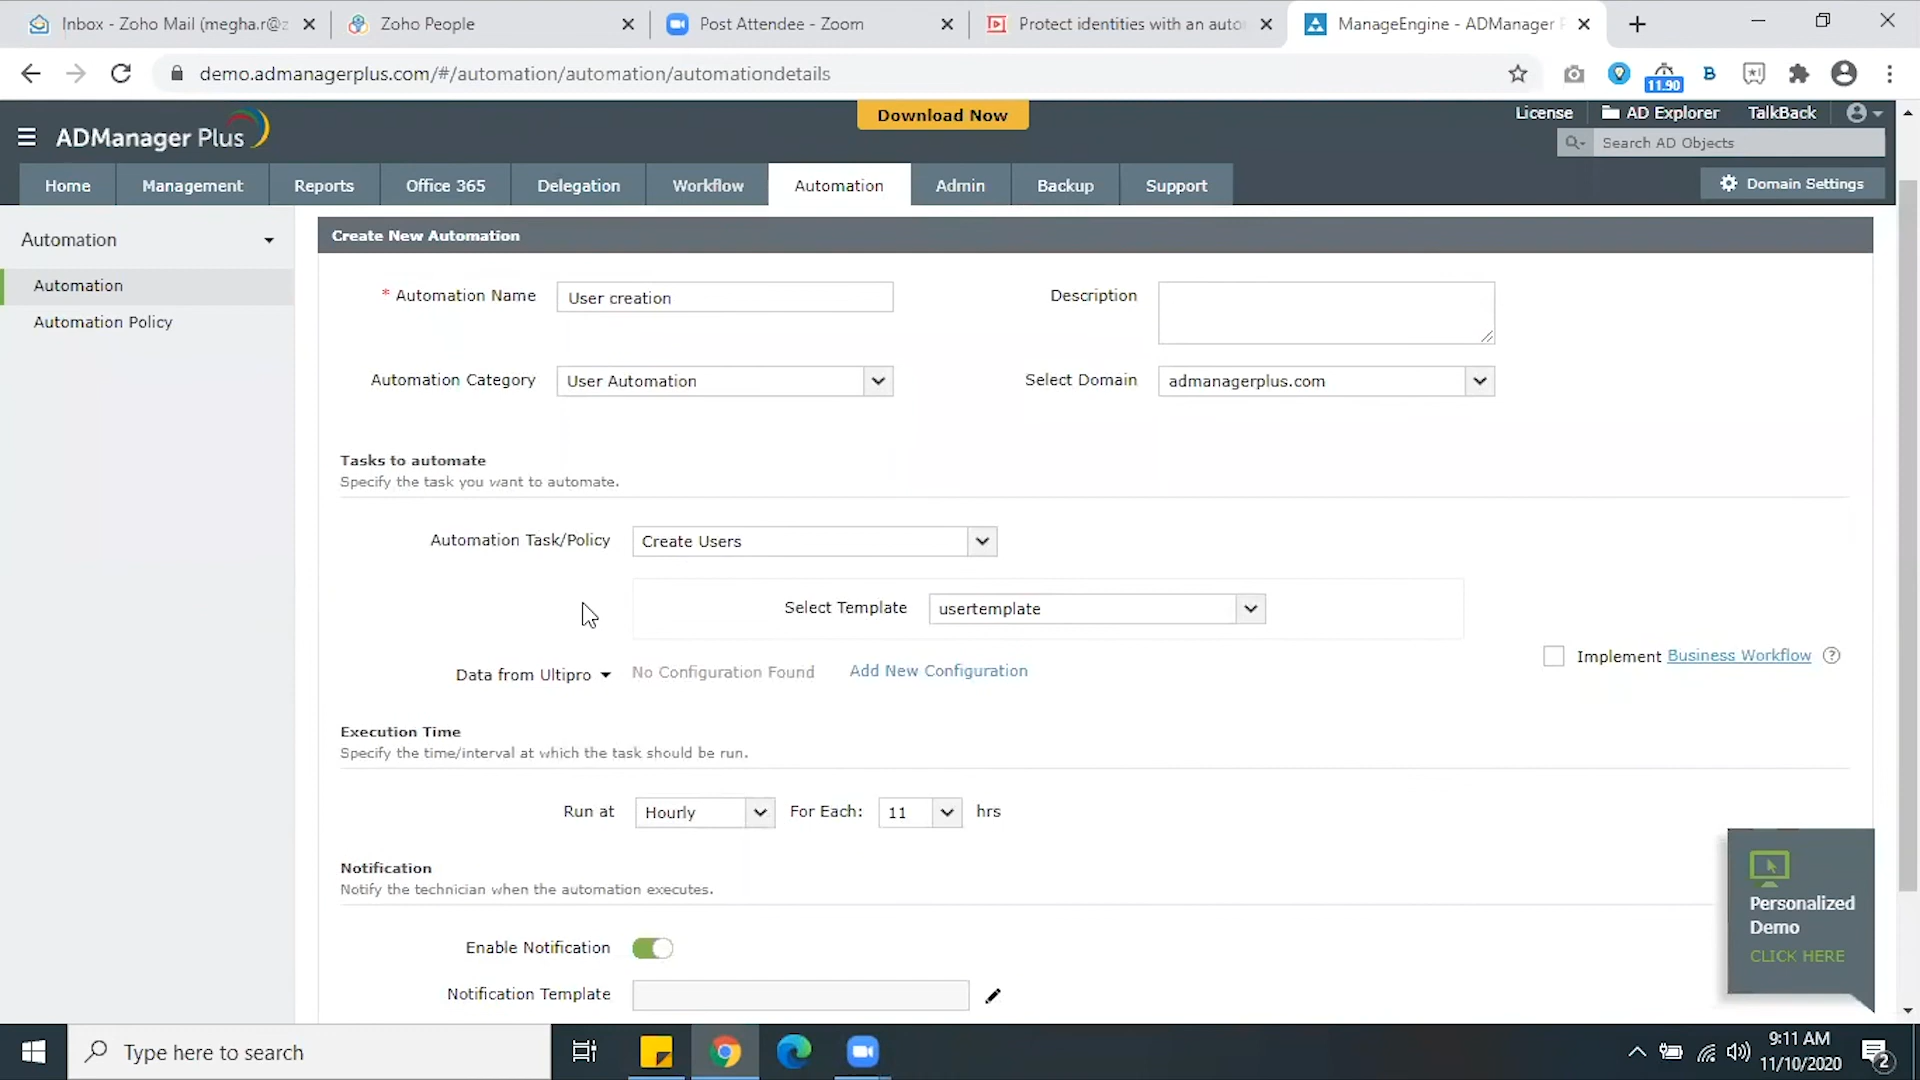 Inbox - Zoho Mail (megha.r@z
Zoho People
Post Attendee - Zoom
Protect identities with an auto
ManageEngine - ADManager P
demo.admanagerplus.com/#/automation/automationdetails
11.90
B
ADManager Plus
Download Now
License
AD Explorer
TalkBack
Search AD Objects
Home
Management
Reports
Office 365
Delegation
Workflow
Automation
Admin
Backup
Support
Domain Settings
Automation
Automation
Automation Policy
Create New Automation
* Automation Name
User creation
Description
Automation Category
User Automation
Select Domain
admanagerplus.com
Tasks to automate
Specify the task you want to automate.
Automation Task/Policy
Create Users
Select Template
usertemplate
Implement Business Workflow ?
Data from Ultipro
No Configuration Found
Add New Configuration
Execution Time
Specify the time/interval at which the task should be run.
Run at
Hourly
For Each:
11
hrs
Notification
Notify the technician when the automation executes.
Enable Notification
Notification Template
Personalized
Demo
CLICK HERE
Type here to search
9:11 AM
11/10/2020
2